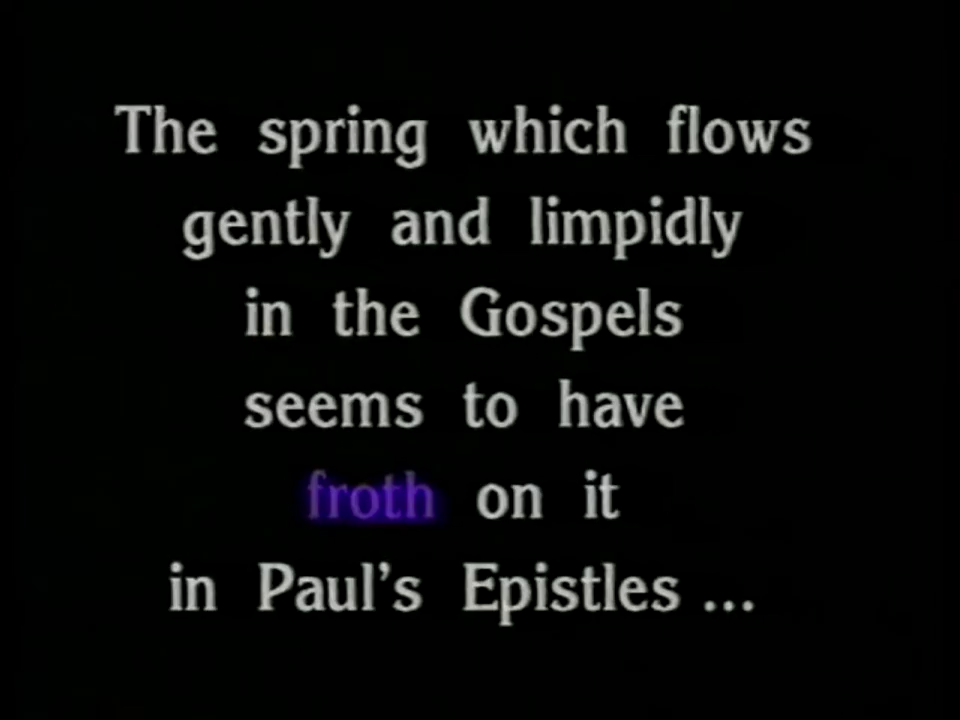 The spring which flows
gently and limpidly
in the Gospels
seems to have
froth on it
in Paul's Epistles ...